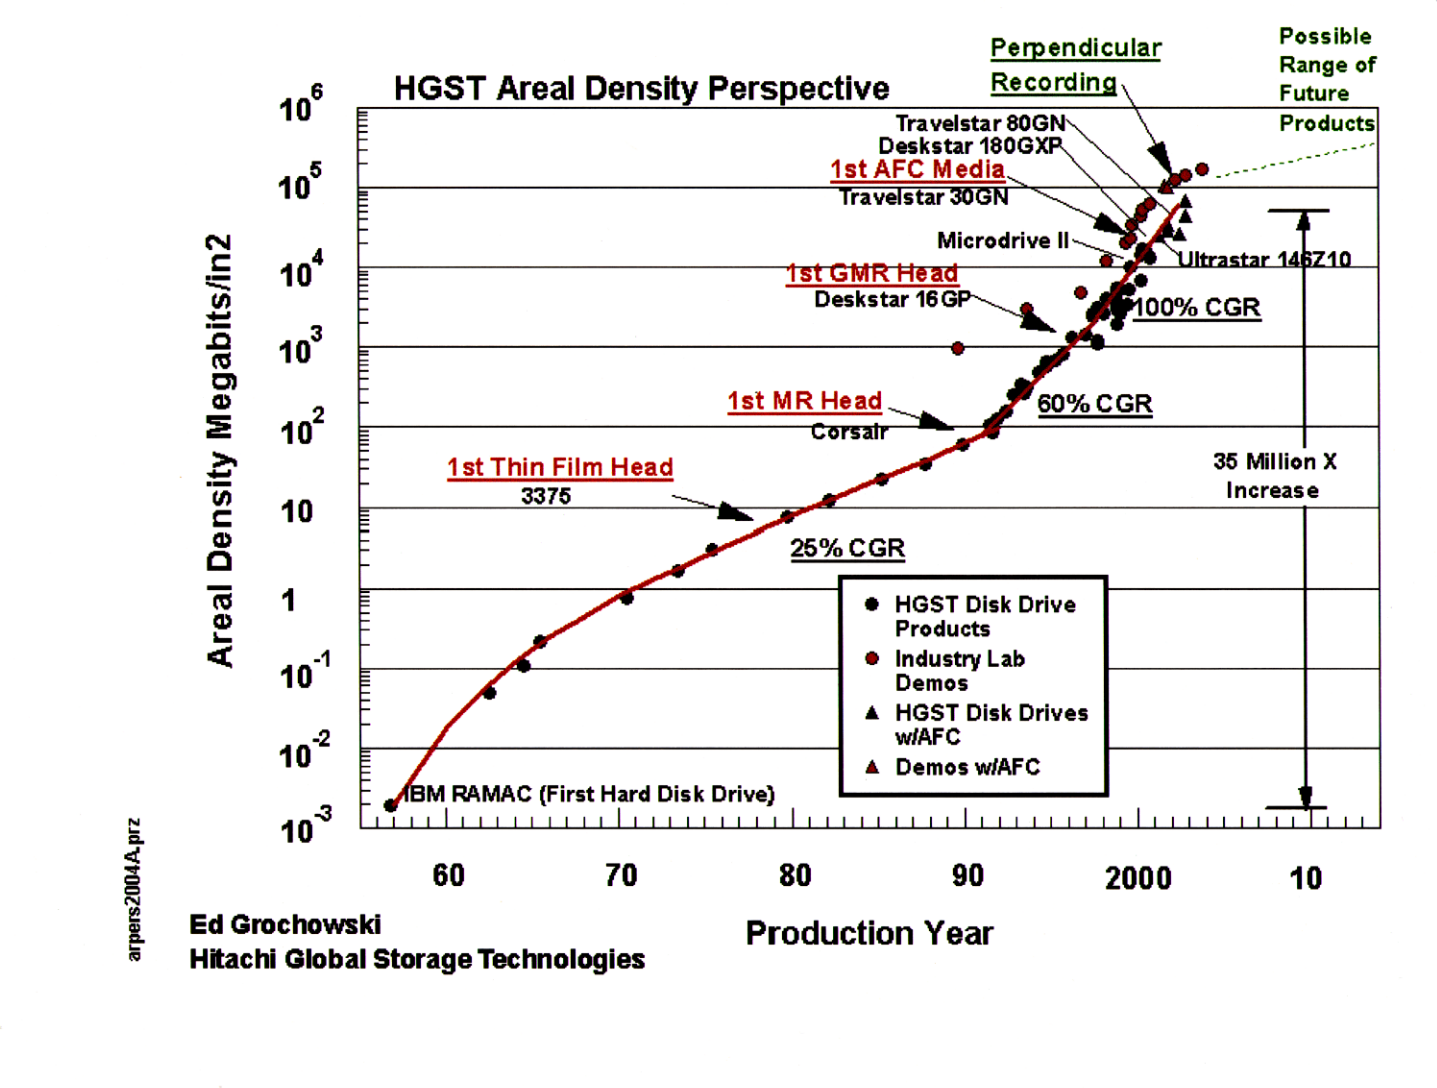 Perpendicular
Recording
Possible
Range of
Future
Products
HGST Areal Density Perspective
Travelstar 80GN
Deskstar 180GXP
1st AFC Media
Travelstar 30GN
Microdrive II
Ultrastar 146Z10
1st GMR Head
Deskstar 16GP
100% CGR
1st MR Head
Corsair
60% CGR
35 Million X
Increase
1st Thin Film Head
3375
25% CGR
HGST Disk Drive
Products
Industry Lab
Demos
HGST Disk Drives
w/AFC
Demos w/AFC
IBM RAMAC (First Hard Disk Drive)
Areal Density Megabits/in2
10^6
10^5
10^4
10^3
10^2
10
1
10^-1
10^-2
10^-3
60 70 80 90 2000 10
Production Year
Ed Grochowski
Hitachi Global Storage Technologies
arpers2004A.prz